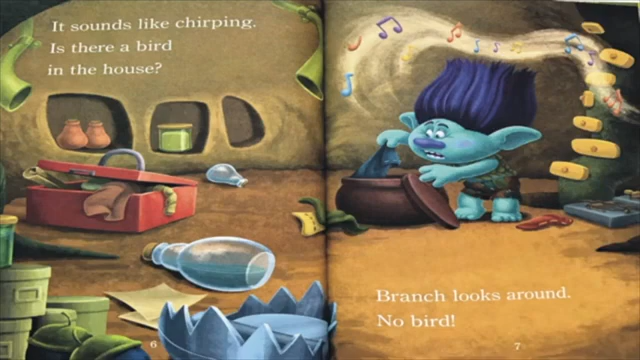 It sounds like chirping.
Is there a bird
in the house?
6
Branch looks around.
No bird!
7